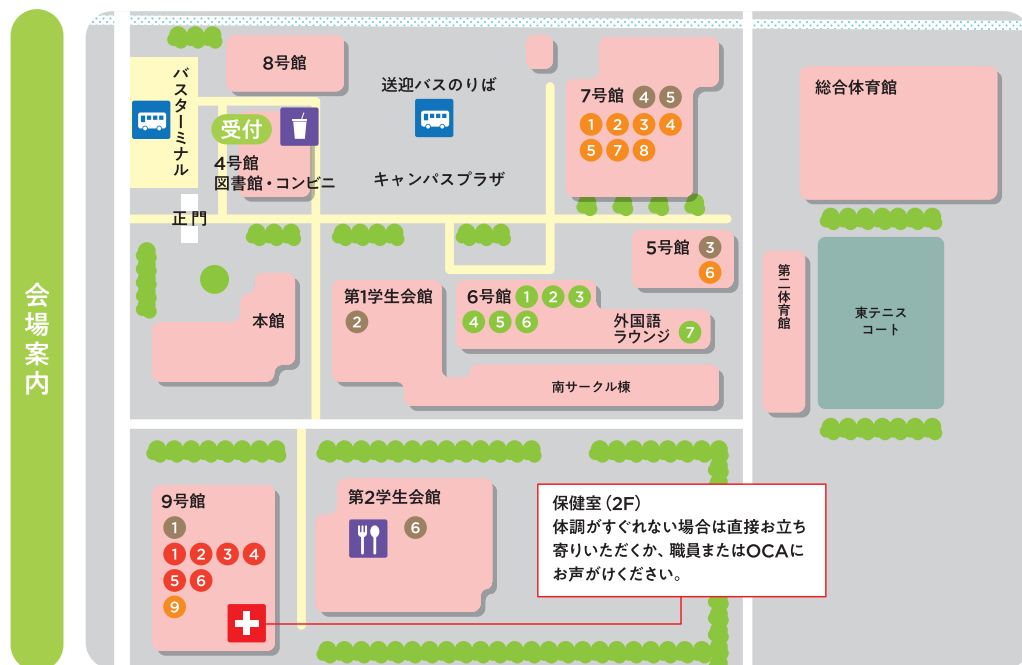 会場案内
バスターミナル
8号館
受付
4号館
図書館・コンビニ
正門
送迎バスのりば
キャンパスプラザ
7号館 4 5
1 2 3 4
5 7 8
総合体育館
5号館 3
6
本館
第1学生会館
2
6号館 1 2 3
4 5 6
外国語
ラウンジ 7
南サークル棟
第二体育館
東テニス
コート
9号館
1
1 2 3 4
5 6
9
第2学生会館
6
保健室（2F）
体調がすぐれない場合は直接お立ち
寄りいただくか、職員またはOCAに
お声がけください。